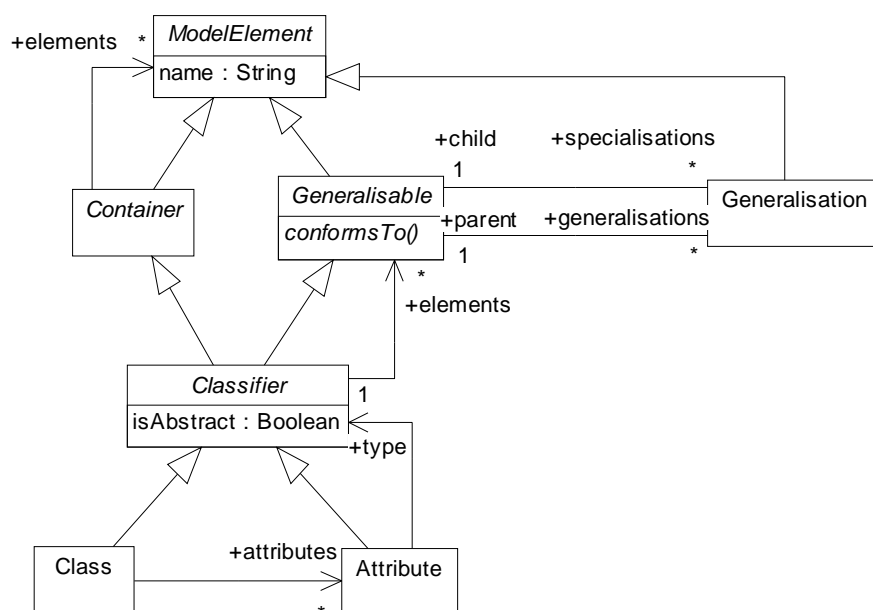 ModelElement
+elements *
name : String
+child +specialisations
1 *
Container
Generalisable
Generalisation
+parent +generalisations
conformsTo()
1 *
*
+elements
Classifier
1
isAbstract : Boolean
+type
+attributes
Class
Attribute
*